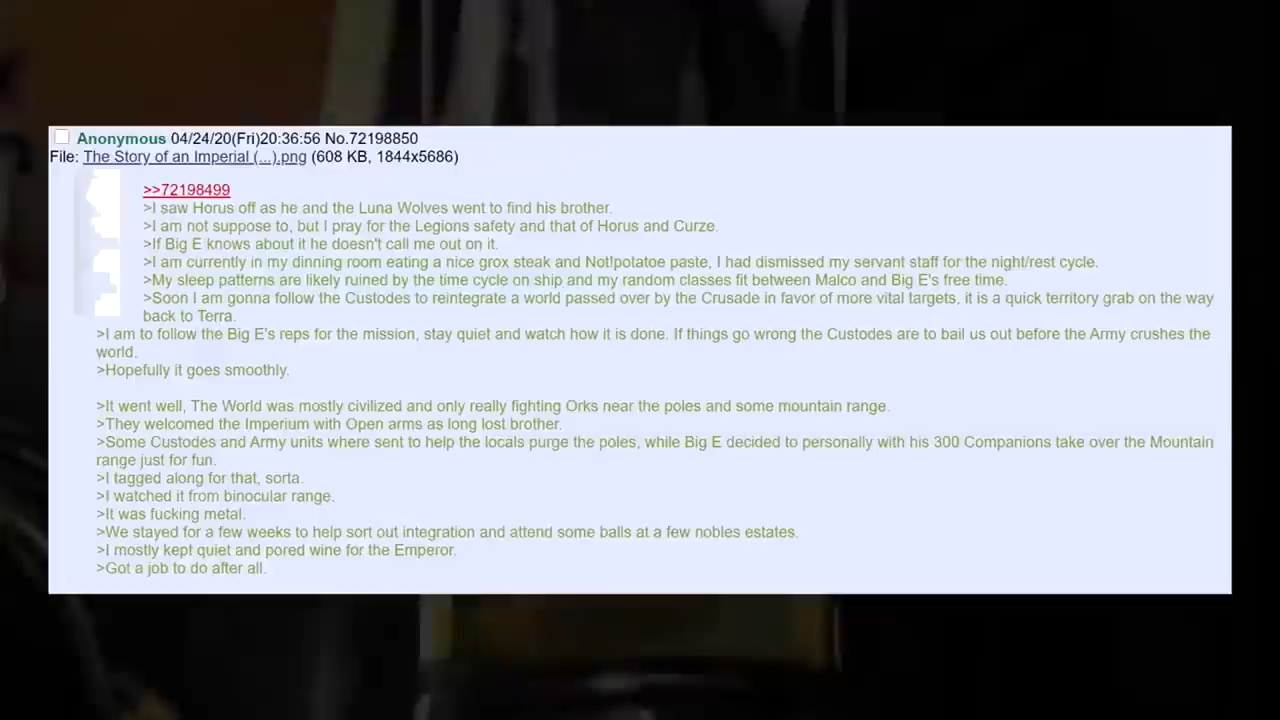 Anonymous 04/24/20(Fri)20:36:56 No.72198850
File: The Story of an Imperial (...).png (608 KB, 1844x5686)
>>72198499
>I saw Horus off as he and the Luna Wolves went to find his brother.
>I am not suppose to, but I pray for the Legions safety and that of Horus and Curze.
>If Big E knows about it he doesn't call me out on it.
>I am currently in my dinning room eating a nice grox steak and Not!potatoe paste, I had dismissed my servant staff for the night/rest cycle.
>My sleep patterns are likely ruined by the time cycle on ship and my random classes fit between Malco and Big E's free time.
>Soon I am gonna follow the Custodes to reintegrate a world passed over by the Crusade in favor of more vital targets, it is a quick territory grab on the way
back to Terra.
>I am to follow the Big E's reps for the mission, stay quiet and watch how it is done. If things go wrong the Custodes are to bail us out before the Army crushes the
world.
>Hopefully it goes smoothly.
>It went well, The World was mostly civilized and only really fighting Orks near the poles and some mountain range.
>They welcomed the Imperium with Open arms as long lost brother.
>Some Custodes and Army units where sent to help the locals purge the poles, while Big E decided to personally with his 300 Companions take over the Mountain
range just for fun.
>I tagged along for that, sorta.
>I watched it from binocular range.
>It was fucking metal.
>We stayed for a few weeks to help sort out integration and attend some balls at a few nobles estates.
>I mostly kept quiet and pored wine for the Emperor.
>Got a job to do after all.